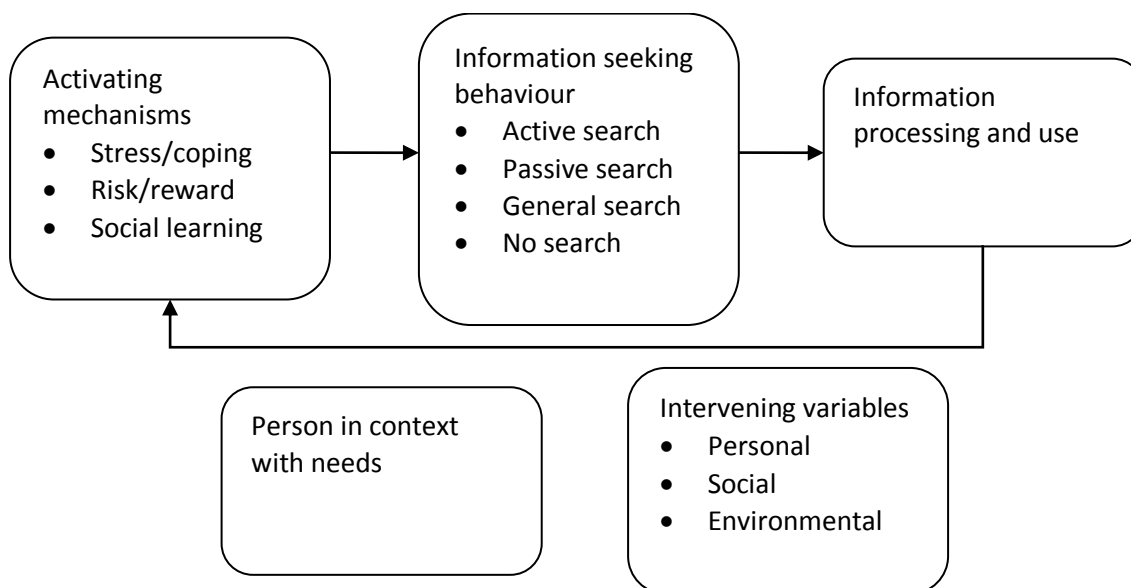 Activating
mechanisms
• Stress/coping
• Risk/reward
• Social learning
Information seeking
behaviour
• Active search
• Passive search
• General search
• No search
Information
processing and use
Person in context
with needs
Intervening variables
• Personal
• Social
• Environmental